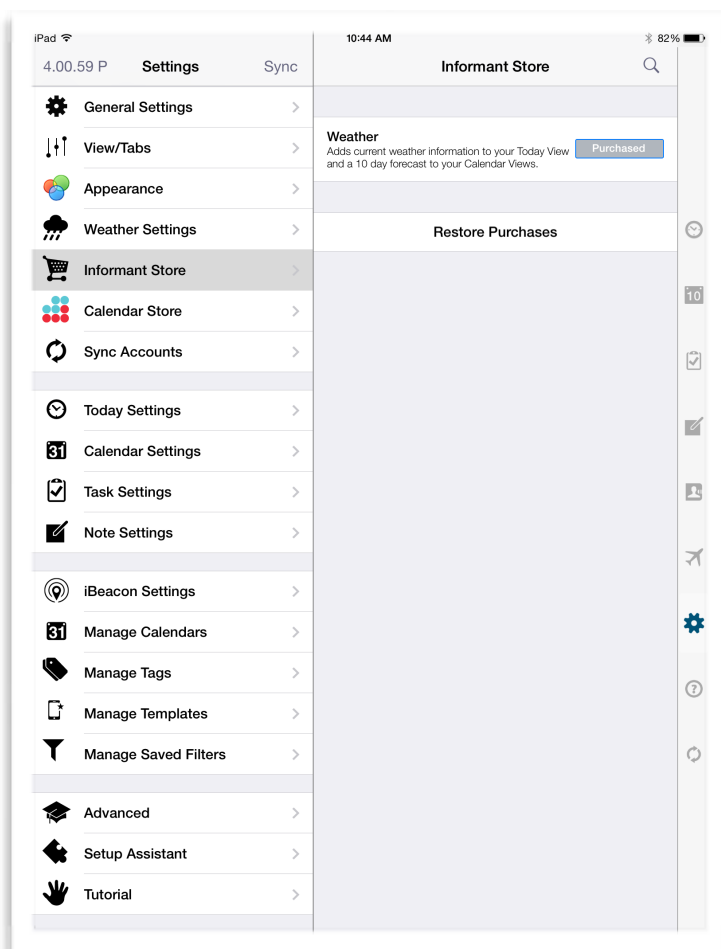 iPad
10:44 AM
82%
4.00.59 P
Settings
Sync
Informant Store
General Settings
View/Tabs
Appearance
Weather Settings
Informant Store
Calendar Store
Sync Accounts
31
Today Settings
Calendar Settings
Task Settings
Note Settings
iBeacon Settings
31
Manage Calendars
Manage Tags
Manage Templates
Manage Saved Filters
Advanced
Setup Assistant
Tutorial
Weather
Adds current weather information to your Today View
and a 10 day forecast to your Calendar Views.
Purchased
Restore Purchases
10
?